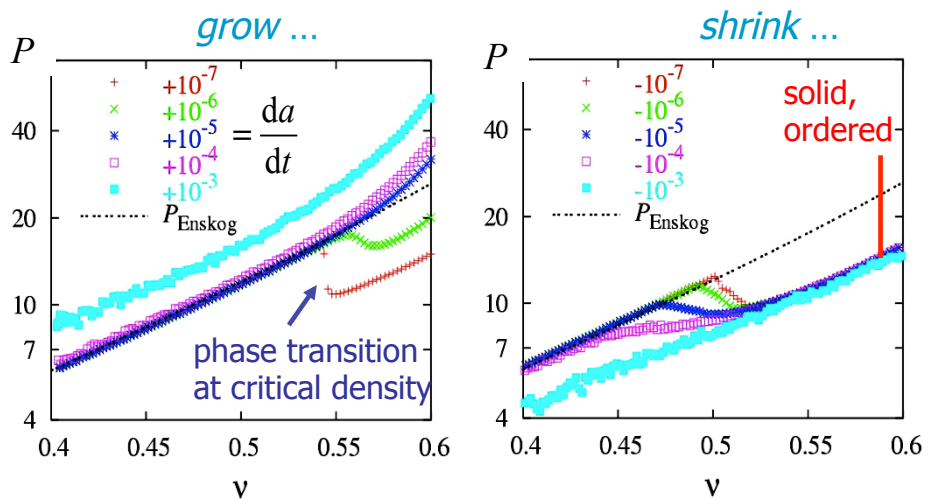 grow ...
P
+10⁻⁷
+10⁻⁶
+10⁻⁵
+10⁻⁴
+10⁻³
P_Enskog
= da
dt
phase transition
at critical density
40
20
10
7
4
0.4 0.45 0.5 0.55 0.6
ν
shrink ...
P
-10⁻⁷
-10⁻⁶
-10⁻⁵
-10⁻⁴
-10⁻³
P_Enskog
solid,
ordered
40
20
10
7
4
0.4 0.45 0.5 0.55 0.6
ν